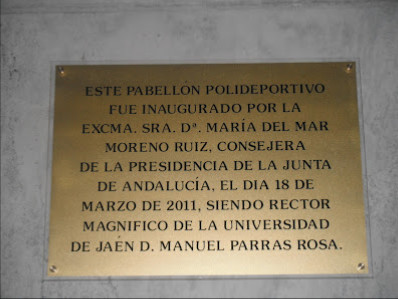 ESTE PABELLÓN POLIDEPORTIVO
FUE INAUGURADO POR LA
EXCMA. SRA. Dª. MARÍA DEL MAR
MORENO RUIZ, CONSEJERA
DE LA PRESIDENCIA DE LA JUNTA
DE ANDALUCÍA, EL DIA 18 DE
MARZO DE 2011, SIENDO RECTOR
MAGNIFICO DE LA UNIVERSIDAD
DE JAÉN D. MANUEL PARRAS ROSA.